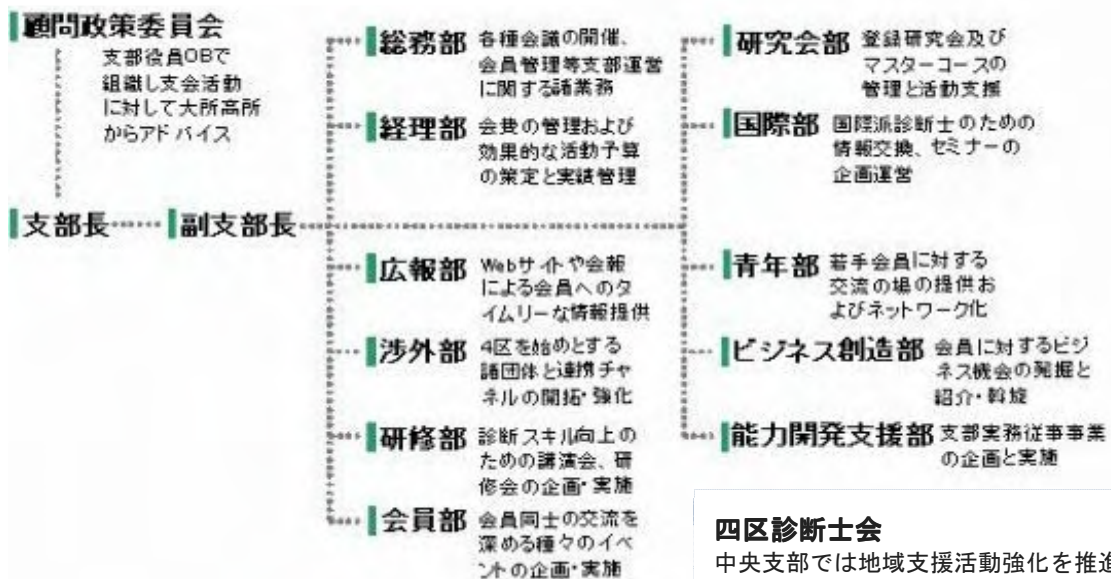 顧問政策委員会
支部役員OBで
組織し支会活動
に対して大所高所
からアドバイス
支部長
副支部長
総務部 各種会議の開催、
会員管理等支部運営
に関する諸業務
経理部 会費の管理および
効果的な活動予算
の策定と実績管理
広報部 Webサイトや会報
による会員へのタ
イムリーな情報提供
渉外部 4区を始めとする
諸団体と連携チャ
ネルの開拓・強化
研修部 診断スキル向上の
ための講演会、研
修会の企画・実施
会員部 会員同士の交流を
深める種々のイベ
ントの企画・実施
研究会部 登録研究会及び
マスターコースの
管理と活動支援
国際部 国際派診断士のための
情報交換、セミナーの
企画運営
青年部 若手会員に対する
交流の場の提供お
よびネットワーク化
ビジネス創造部 会員に対するビジ
ネス機会の発掘と
紹介・斡旋
能力開発支援部 支部実務従事事業
の企画と実施
四区診断士会
中央支部では地域支援活動強化を推進